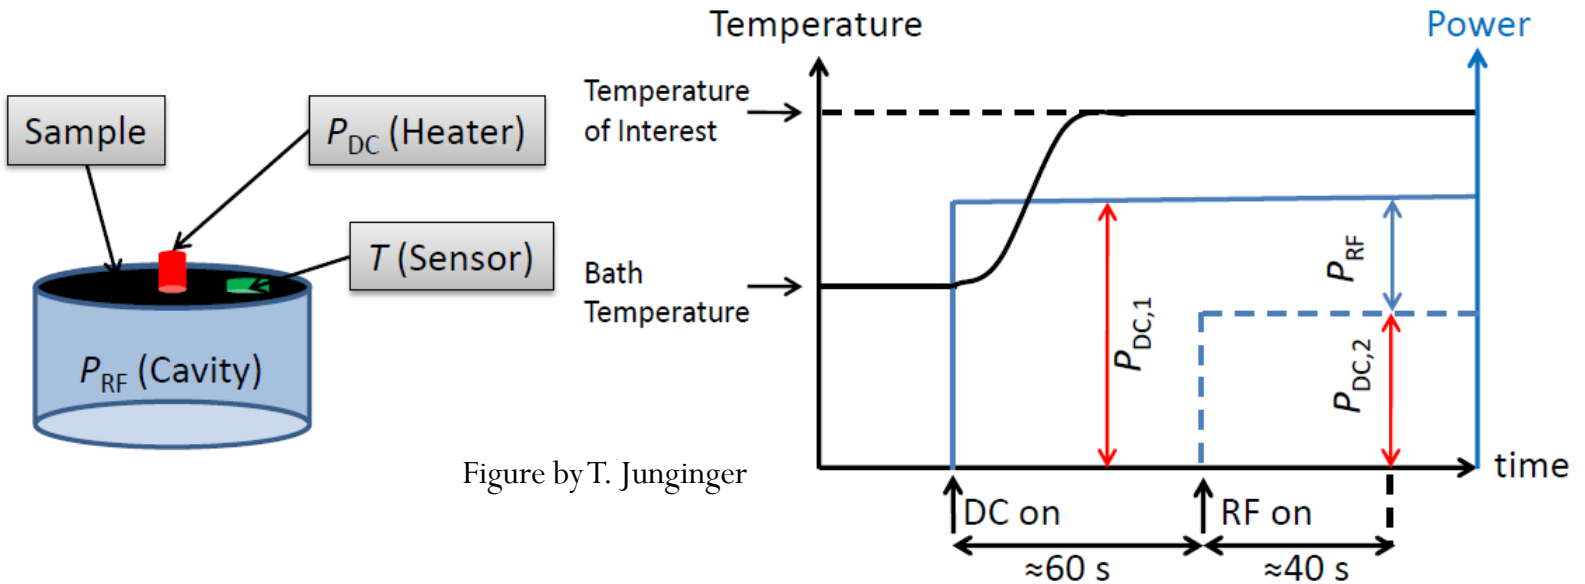 Sample
P_DC (Heater)
T (Sensor)
P_RF (Cavity)
Figure by T. Junginger
Temperature
Power
Temperature
of Interest
Bath
Temperature
P_DC,1
P_RF
P_DC,2
time
DC on
RF on
≈60 s
≈40 s